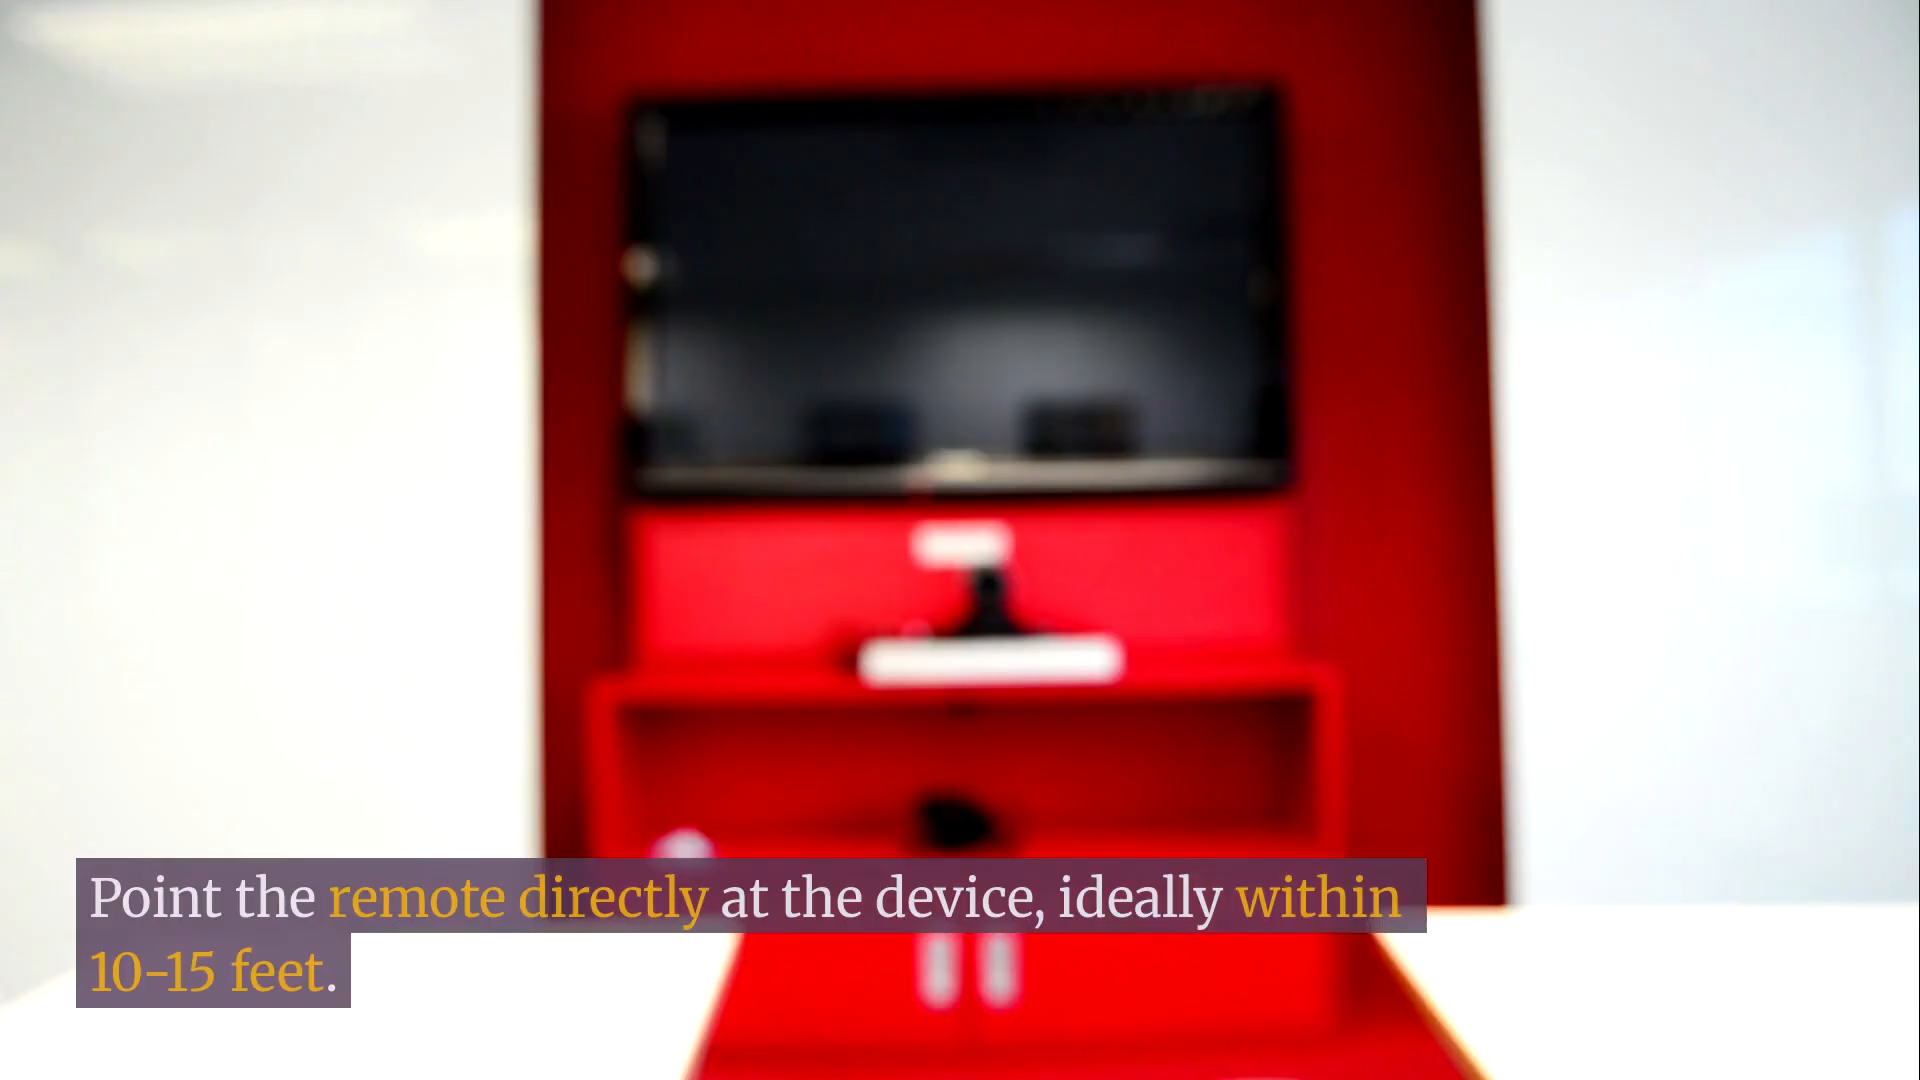 Point the remote directly at the device, ideally within
10-15 feet.